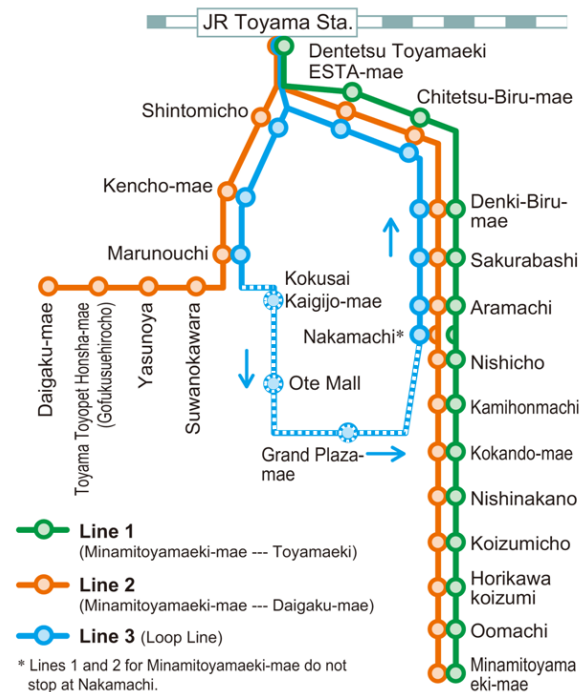 JR Toyama Sta.
Dentetsu Toyamaeki
ESTA-mae
Chitetsu-Biru-mae
Shintomicho
Kencho-mae
Denki-Biru-
mae
Marunouchi
Sakurabashi
Kokusai
Kaigijo-mae
Aramachi
Nakamachi*
Nishicho
Daigaku-mae
Toyama Toyopet Honsha-mae
(Gofukusuehirocho)
Yasunoya
Suwanokawara
Ote Mall
Kamihonmachi
Grand Plaza-
mae
Kokando-mae
Nishinakano
Koizumicho
Horikawa
koizumi
Oomachi
Minamitoyama
eki-mae
Line 1
(Minamitoyamaeki-mae --- Toyamaeki)
Line 2
(Minamitoyamaeki-mae --- Daigaku-mae)
Line 3 (Loop Line)
* Lines 1 and 2 for Minamitoyamaeki-mae do not
stop at Nakamachi.